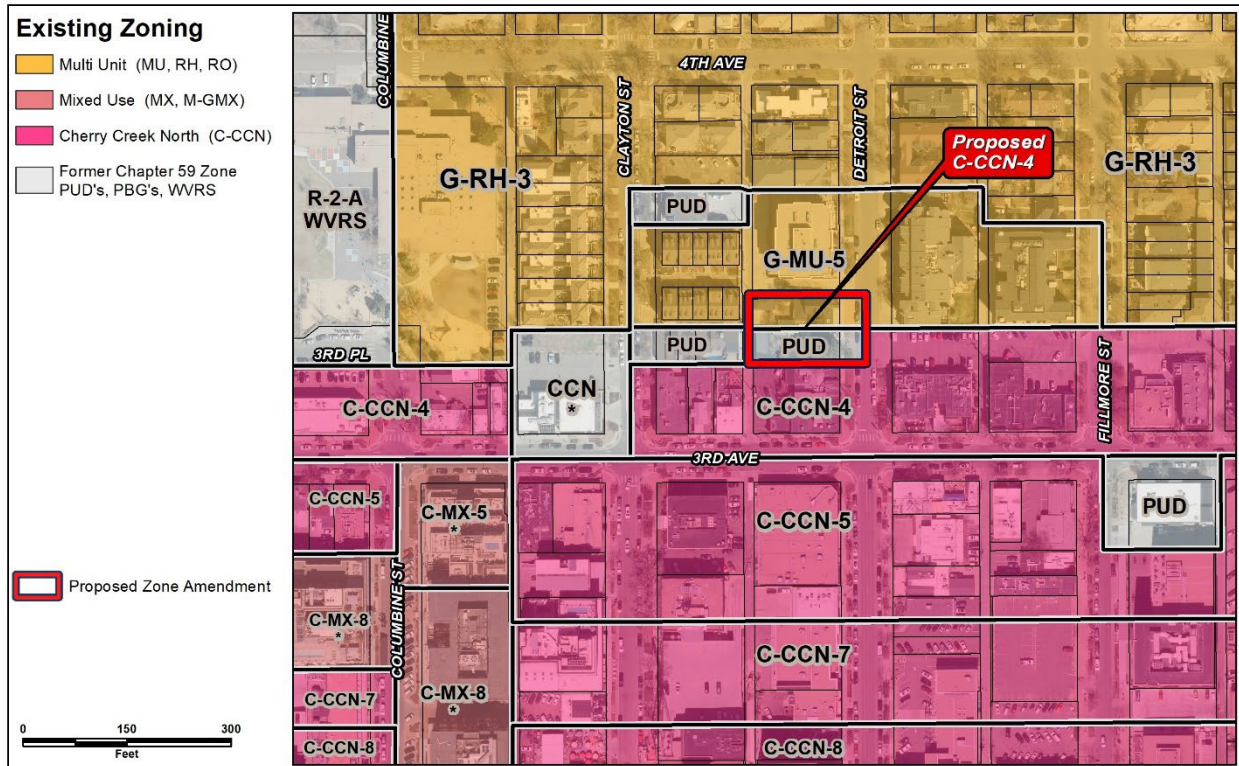 Existing Zoning
Multi Unit (MU, RH, RO)
Mixed Use (MX, M-GMX)
Cherry Creek North (C-CCN)
Former Chapter 59 Zone
PUD's, PBG's, WVRS
Proposed Zone Amendment
0 150 300
Feet
COLUMBINE
4TH AVE
CLAYTON ST
DETROIT ST
Proposed
C-CCN-4
R-2-A
WVRS
G-RH-3
G-RH-3
PUD
G-MU-5
3RD PL
PUD
PUD
CCN
*
C-CCN-4
C-CCN-4
FILLMORE ST
3RD AVE
C-CCN-5
C-MX-5
*
C-CCN-5
PUD
COLUMBINE ST
C-MX-8
*
C-CCN-7
C-CCN-7
C-MX-8
*
C-CCN-8
C-CCN-8